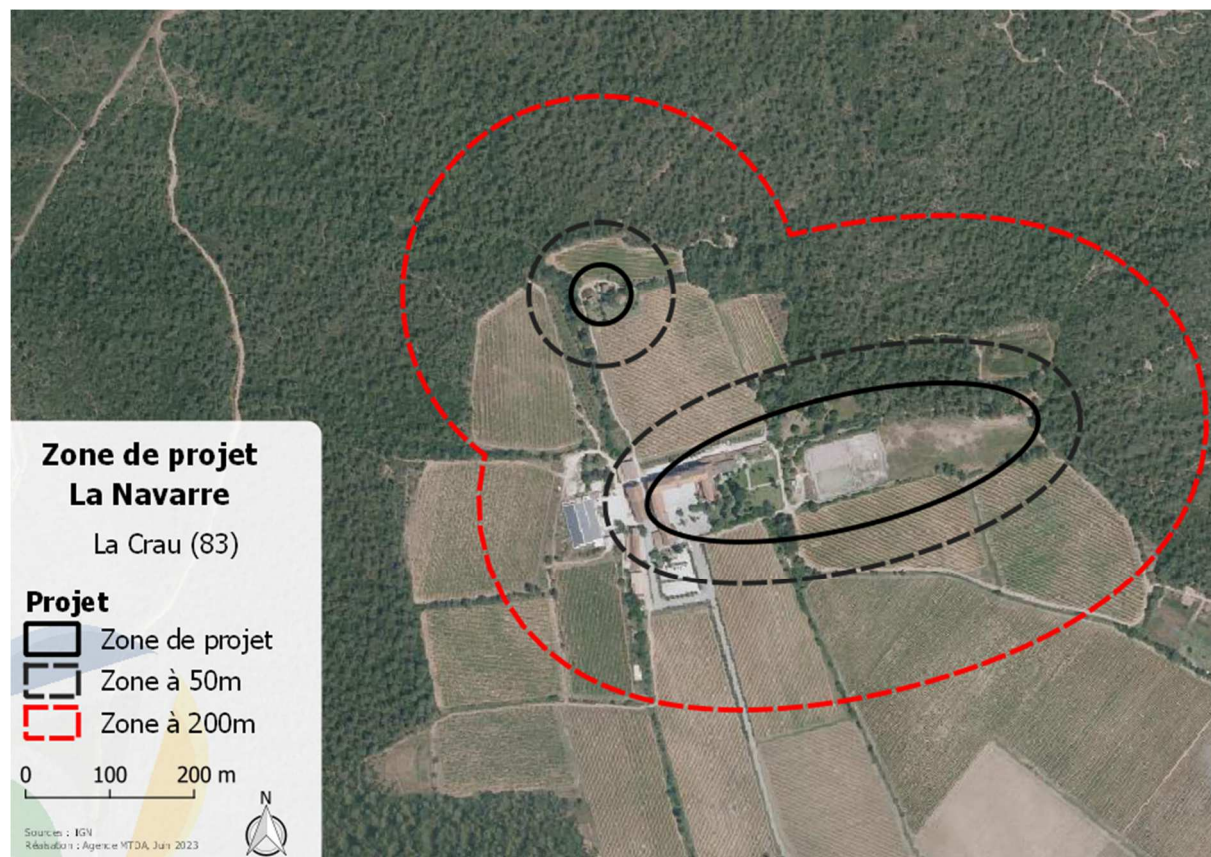 Zone de projet
La Navarre
La Crau (83)
Projet
Zone de projet
Zone à 50m
Zone à 200m
0 100 200 m
N
Sources : IGN
Réalisation : Agence MTDA, Juin 2023